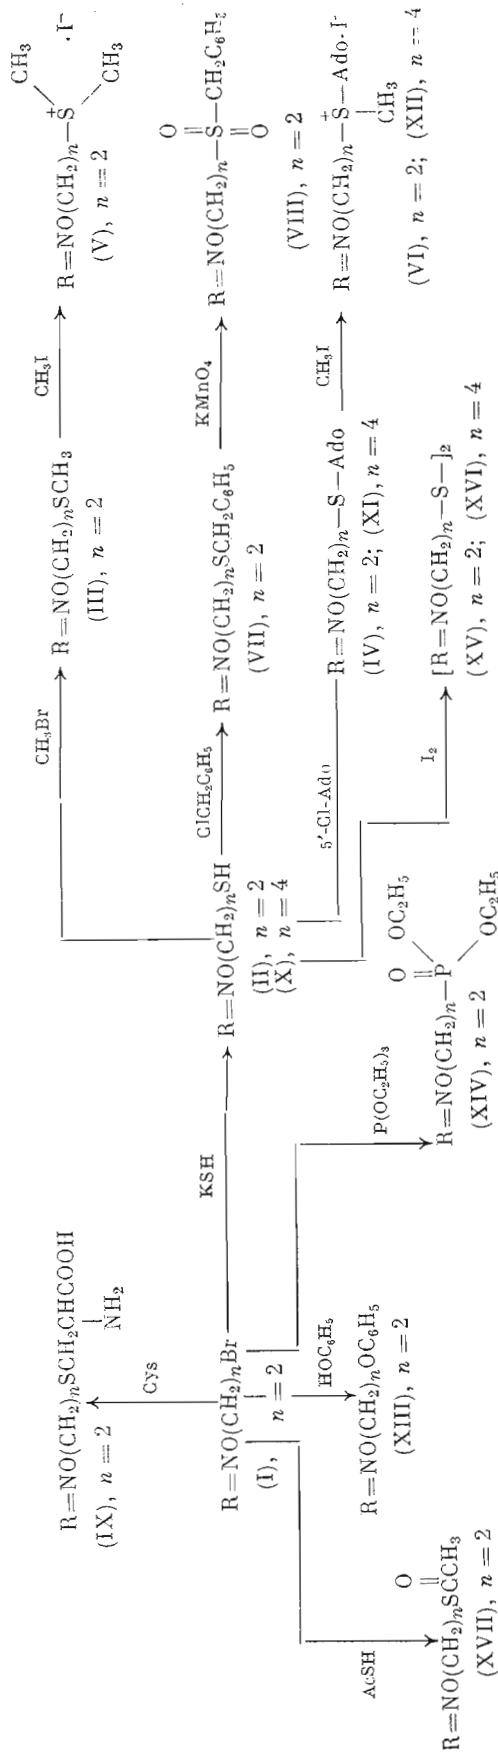 R=NO(CH2)nSCH2CHCOOH
NH2
(IX), n = 2
Cys
R=NO(CH2)nBr
(I), n = 2
AcSH
O
R=NO(CH2)nSCCH3
(XVII), n = 2
HOC6H5
R=NO(CH2)nOC6H5
(XIII), n = 2
P(OC2H5)3
O OC2H5
R=NO(CH2)n—P
OC2H5
(XIV), n = 2
KSH
R=NO(CH2)nSH
(II), n = 2
(X), n = 4
CH3Br
R=NO(CH2)nSCH3
(III), n = 2
CH3I
CH3
R=NO(CH2)n—S+ ·I−
CH3
(V), n = 2
ClCH2C6H5
R=NO(CH2)nSCH2C6H5
(VII), n = 2
KMnO4
O
R=NO(CH2)n—S—CH2C6H5
O
(VIII), n = 2
5′-Cl-Ado
R=NO(CH2)n—S—Ado
(IV), n = 2; (XI), n = 4
CH3I
R=NO(CH2)n—S+—Ado·I−
CH3
(VI), n = 2; (XII), n = 4
I2
[R=NO(CH2)n—S—]2
(XV), n = 2; (XVI), n = 4